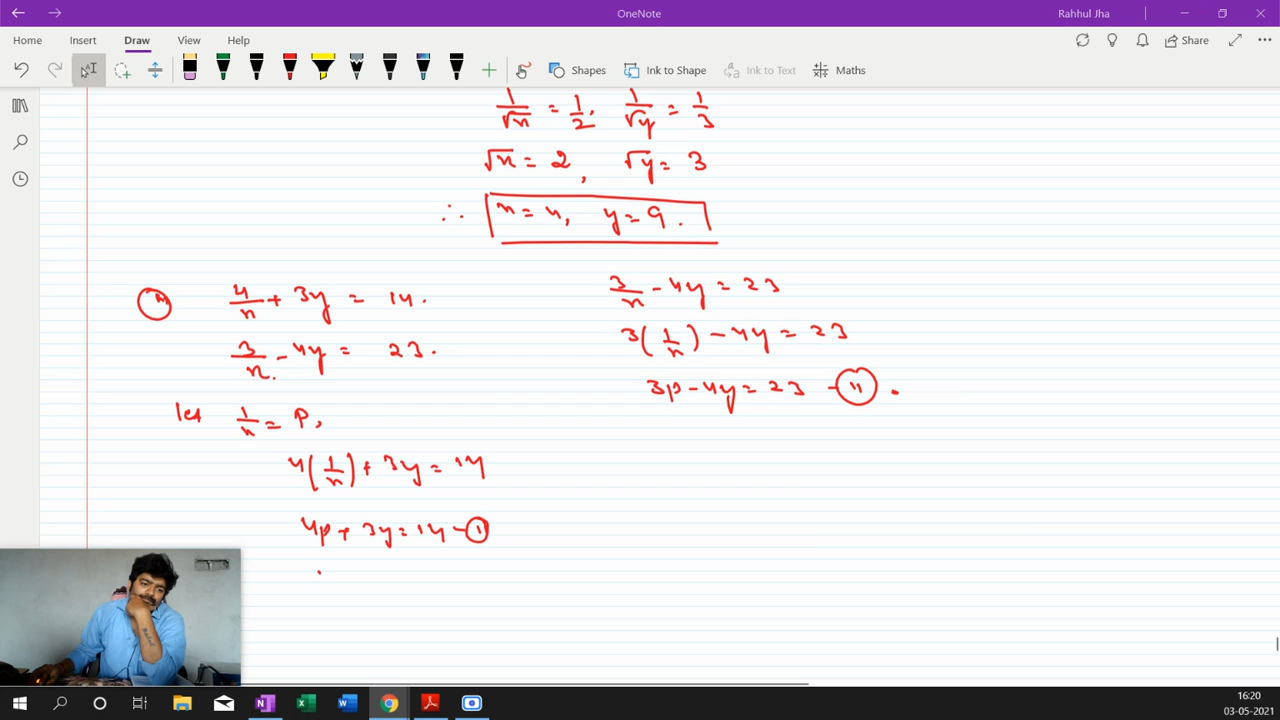 OneNote
Rahhul Jha
Home Insert Draw View Help
Share
Shapes Ink to Shape Ink to Text Maths
1/√x = 1/2, 1/√y = 1/3
√x = 2, √y = 3
∴ x = 4, y = 9.
4/x + 3y = 14.
3/x - 4y = 23.
let 1/x = P,
4(1/x) + 3y = 14
4p + 3y = 14 - (1)
3/x - 4y = 23
3(1/x) - 4y = 23
3p - 4y = 23 - (11)
16:20
03-05-2021